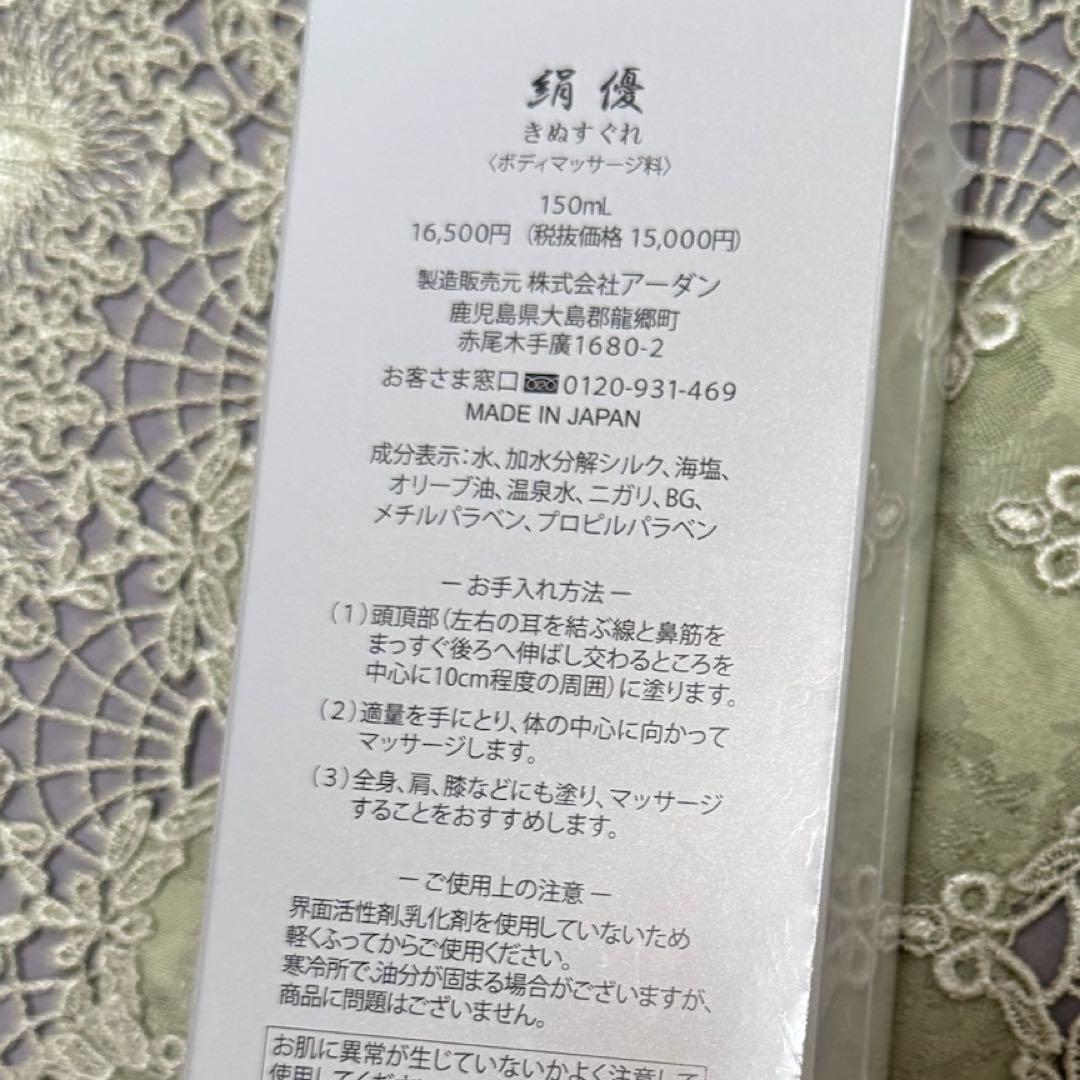 絹優
きぬすぐれ
〈ボディマッサージ料〉
150mL
16,500円（税抜価格 15,000円）
製造販売元 株式会社アーダン
鹿児島県大島郡龍郷町
赤尾木手廣1680-2
お客さま窓口 0120-931-469
MADE IN JAPAN
成分表示：水、加水分解シルク、海塩、
オリーブ油、温泉水、ニガリ、BG、
メチルパラベン、プロピルパラベン
― お手入れ方法 ―
（１）頭頂部（左右の耳を結ぶ線と鼻筋を
まっすぐ後ろへ伸ばし交わるところを
中心に10cm程度の周囲）に塗ります。
（２）適量を手にとり、体の中心に向かって
マッサージします。
（３）全身、肩、膝などにも塗り、マッサージ
することをおすすめします。
― ご使用上の注意 ―
界面活性剤、乳化剤を使用していないため
軽くふってからご使用ください。
寒冷所で、油分が固まる場合がございますが、
商品に問題はございません。
お肌に異常が生じていないかよく注意して
使用してくださ